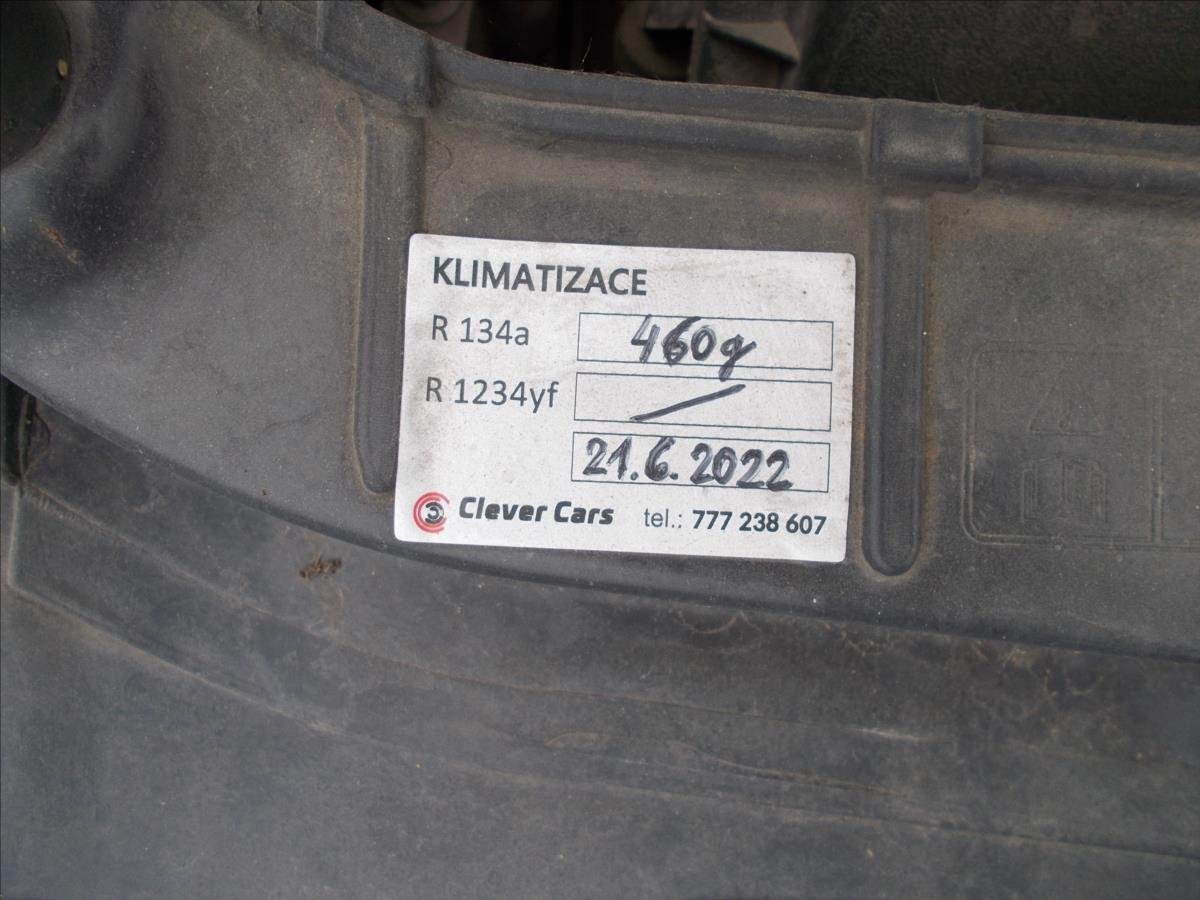 KLIMATIZACE
R 134a 460g
R 1234yf —
21.6.2022
Clever Cars tel.: 777 238 607